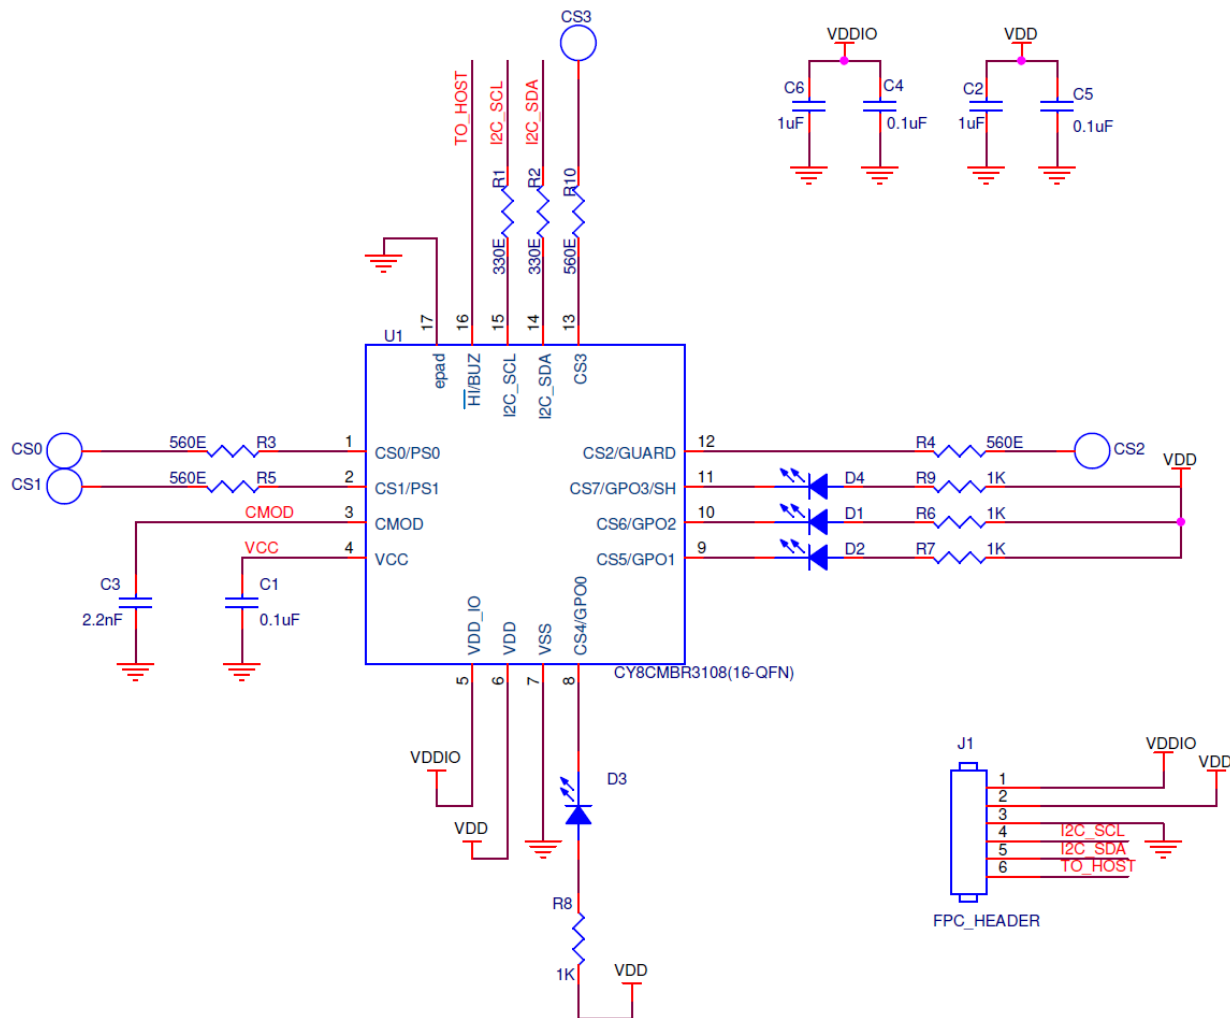 CS3
VDDIO
VDD
C6
1uF
C4
0.1uF
C2
1uF
C5
0.1uF
TO_HOST
I2C_SCL
I2C_SDA
R1
330E
R2
330E
R10
560E
17
16
15
14
13
U1
epad
HI/BUZ
I2C_SCL
I2C_SDA
CS3
CS0
560E
R3
1
CS0/PS0
CS1
560E
R5
2
CS1/PS1
CMOD
3
CMOD
VCC
4
VCC
C3
2.2nF
C1
0.1uF
CS2/GUARD
12
R4
560E
CS2
CS7/GPO3/SH
11
D4
R9
1K
VDD
CS6/GPO2
10
D1
R6
1K
CS5/GPO1
9
D2
R7
1K
VDD_IO
VDD
VSS
CS4/GPO0
5
6
7
8
CY8CMBR3108(16-QFN)
VDDIO
VDD
D3
R8
1K
VDD
J1
1
2
3
4
5
6
VDDIO
VDD
I2C_SCL
I2C_SDA
TO_HOST
FPC_HEADER